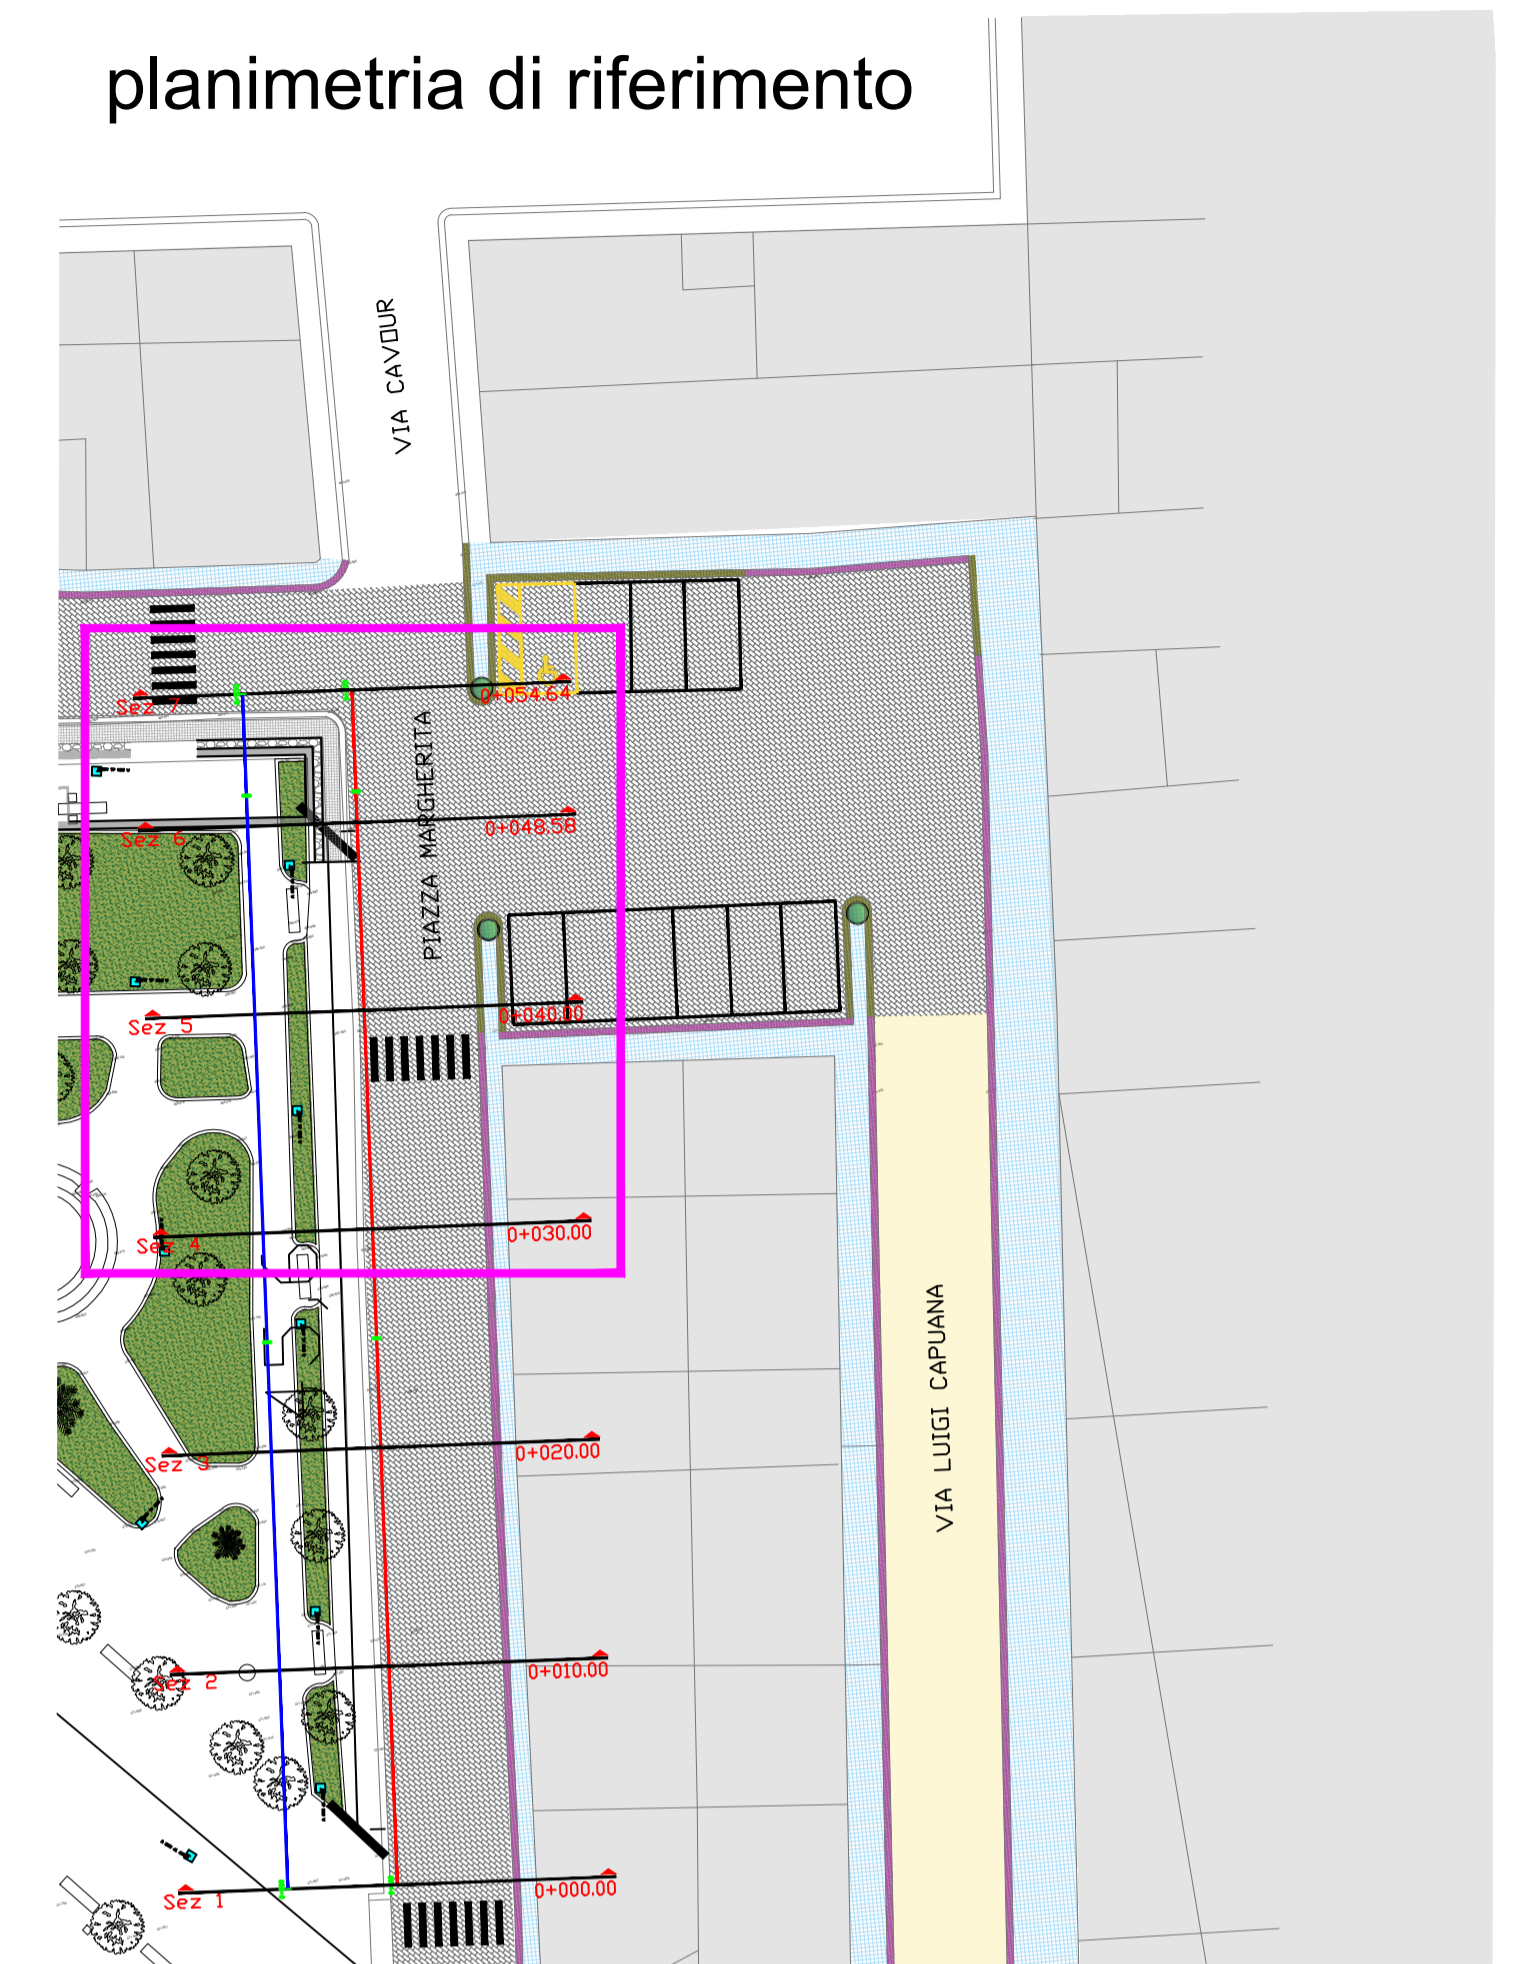 planimetria di riferimento
VIA CAVOUR
Sez 7
0+054.64
PIAZZA MARGHERITA
Sez 6
0+048.58
Sez 5
0+040.00
Sez 4
0+030.00
VIA LUIGI CAPUANA
Sez 3
0+020.00
Sez 2
0+010.00
Sez 1
0+000.00